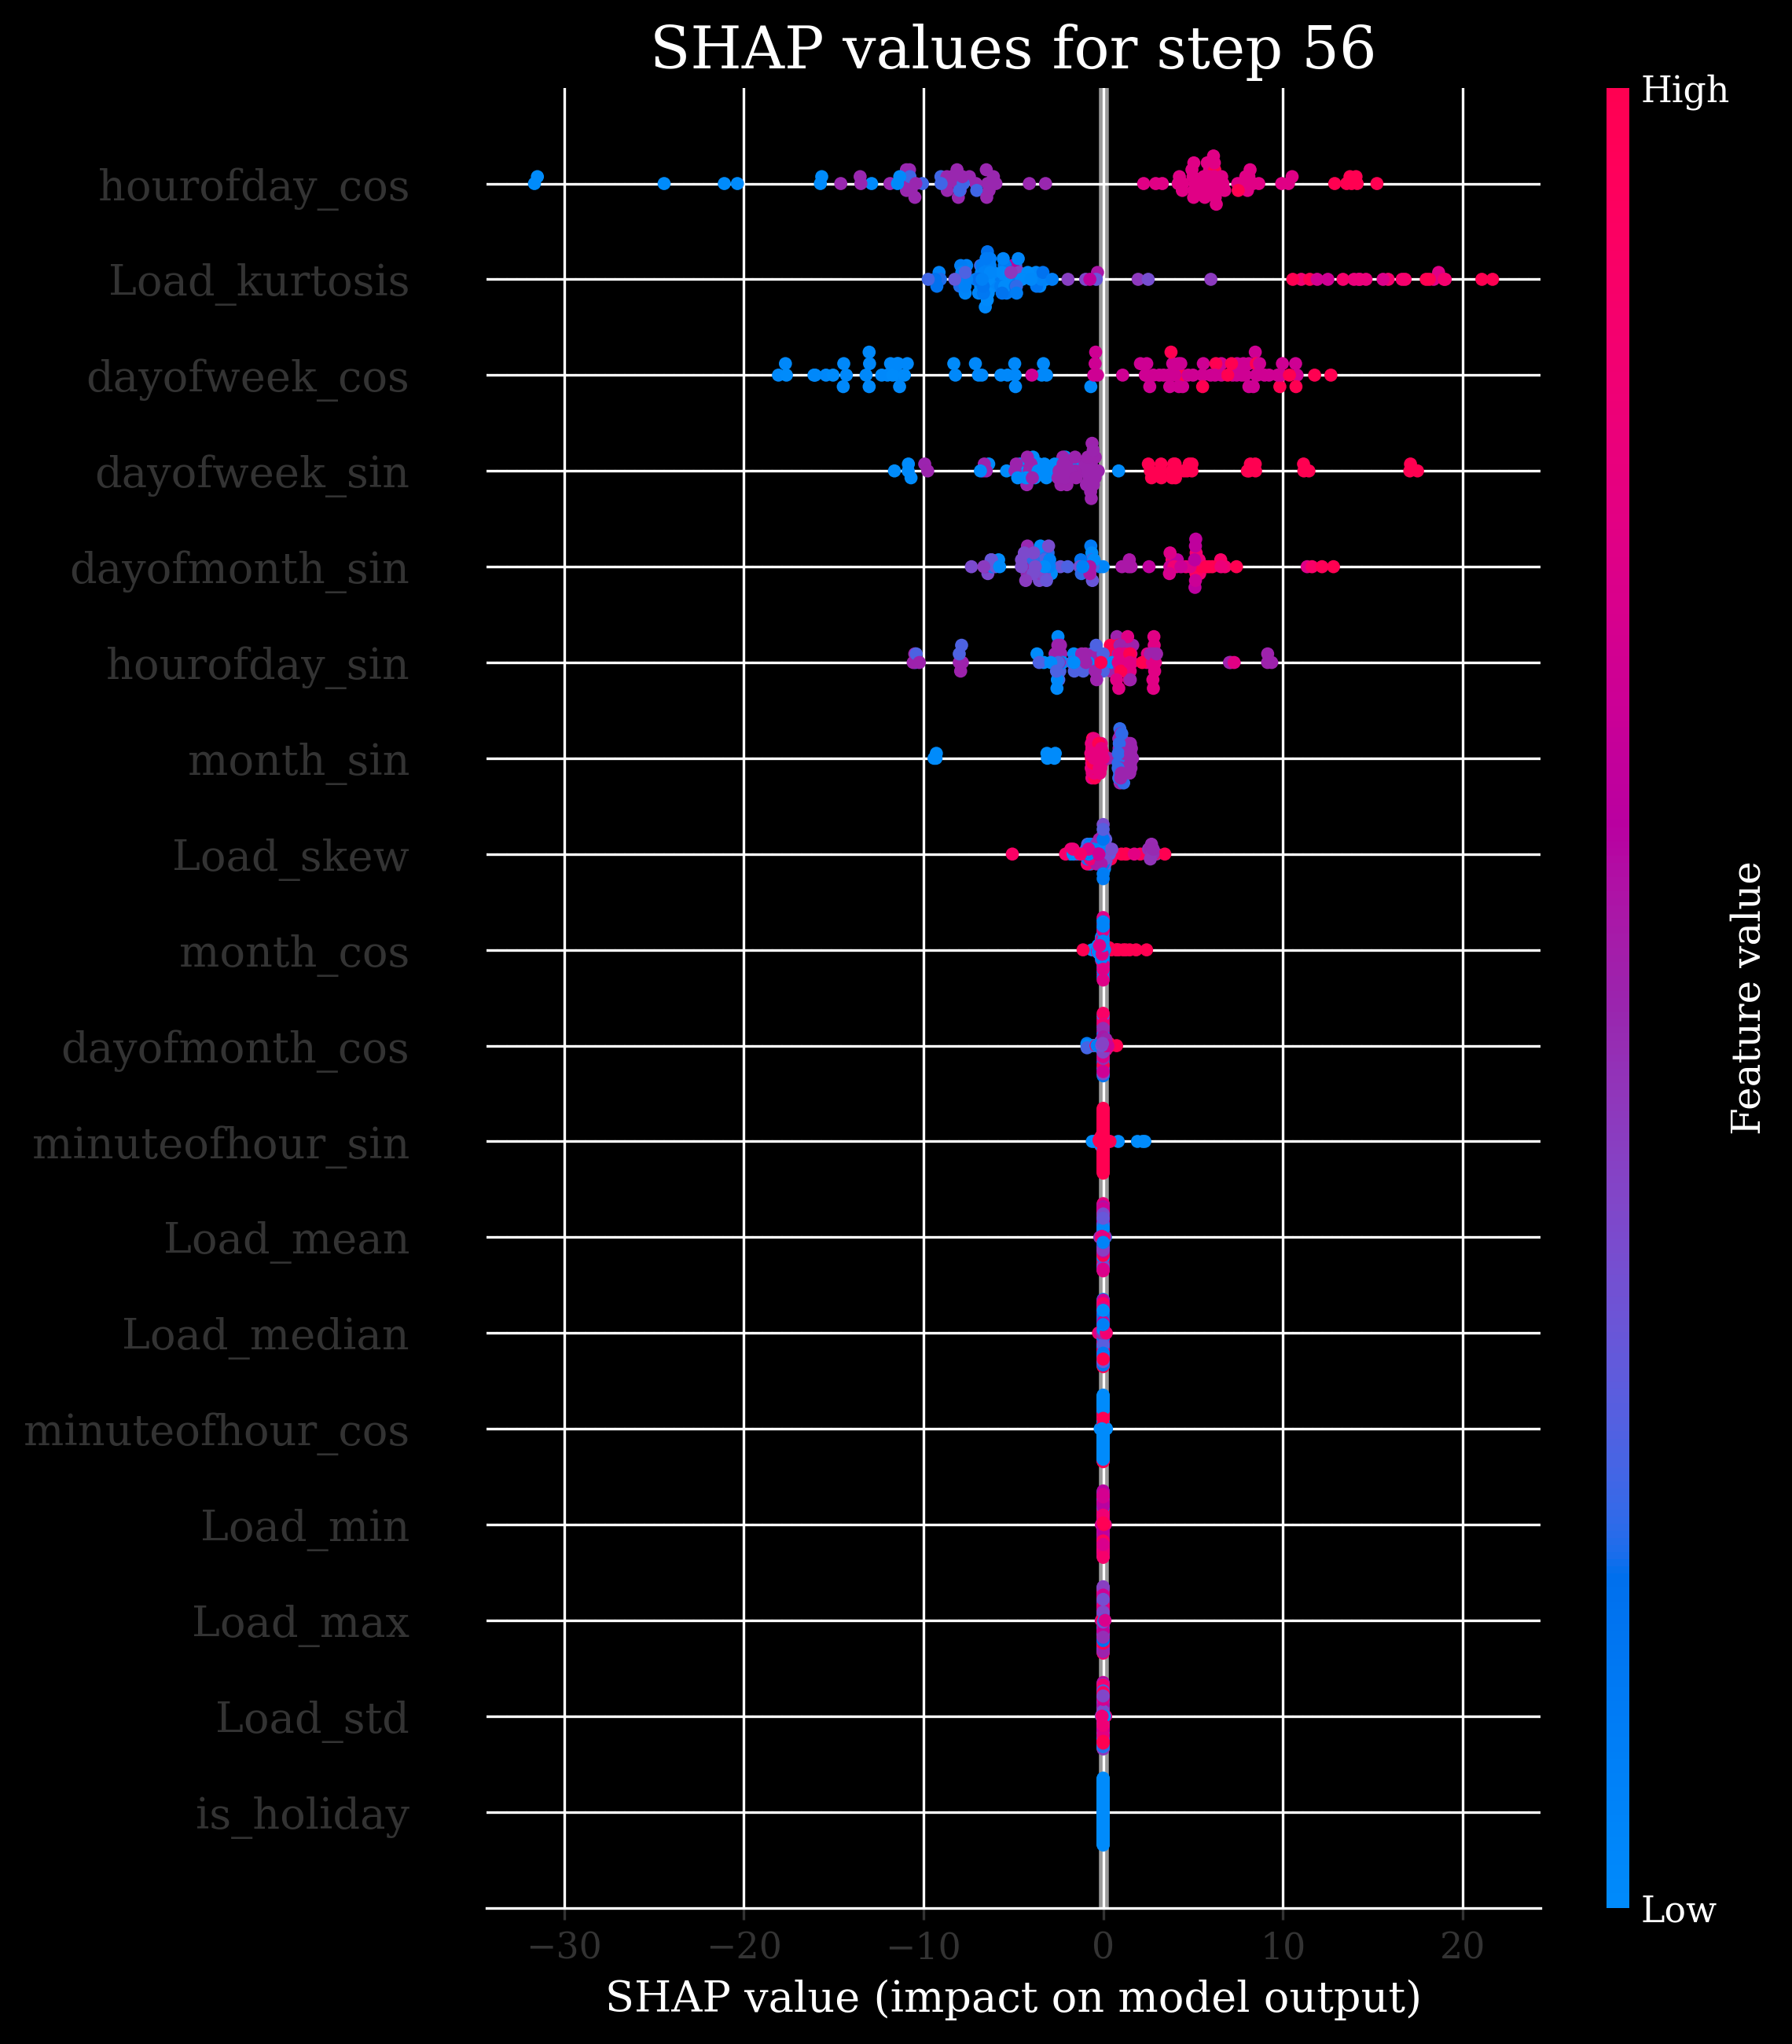 SHAP values for step 56
High
hourofday_cos
Load_kurtosis
dayofweek_cos
dayofweek_sin
dayofmonth_sin
hourofday_sin
month_sin
Load_skew
month_cos
dayofmonth_cos
minuteofhour_sin
Load_mean
Load_median
minuteofhour_cos
Load_min
Load_max
Load_std
is_holiday
Feature value
Low
−30 −20 −10 0 10 20
SHAP value (impact on model output)